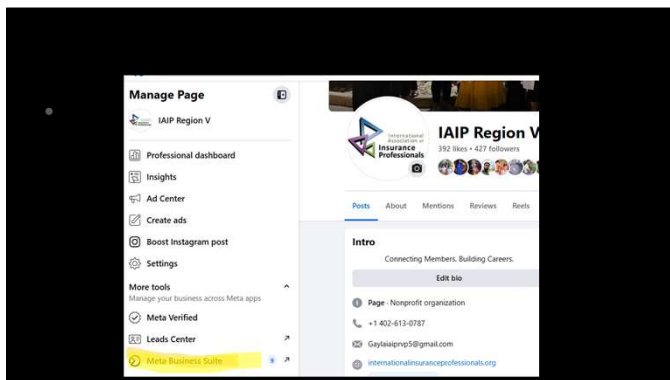 Manage Page
IAIP Region V
Professional dashboard
Insights
Ad Center
Create ads
Boost Instagram post
Settings
More tools
Manage your business across Meta apps
Meta Verified
Leads Center
Meta Business Suite 9
International
Association of
Insurance
Professionals
IAIP Region V
392 likes • 427 followers
Posts About Mentions Reviews Reels
Intro
Connecting Members, Building Careers.
Edit bio
Page · Nonprofit organization
+1 402-613-0787
Gaylaiaiprvp5@gmail.com
internationalinsuranceprofessionals.org